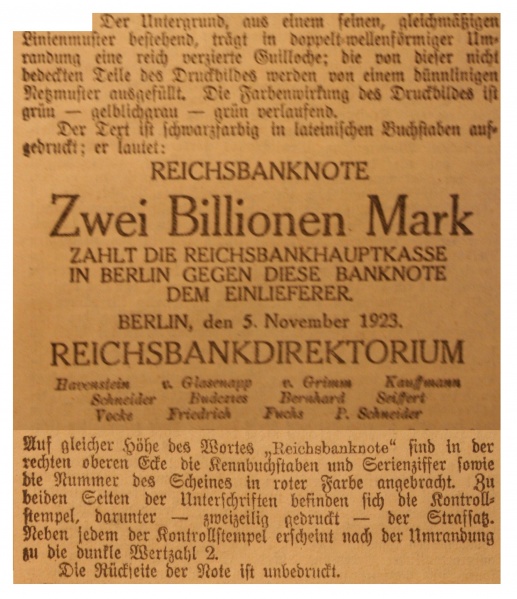 Der Untergrund, aus einem feinen, gleichmäßigen
Linienmuster bestehend, trägt in doppelt-wellenförmiger Um-
randung eine reich verzierte Guilloche; die von dieser nicht
bedeckten Teile des Druckbildes werden von einem dünnlinigen
Netzmuster ausgefüllt. Die Farbenwirkung des Druckbildes ist
grün — gelblichgrau — grün verlaufend.
Der Text ist schwarzfarbig in lateinischen Buchstaben auf-
gedruckt; er lautet:
REICHSBANKNOTE
Zwei Billionen Mark
ZAHLT DIE REICHSBANKHAUPTKASSE
IN BERLIN GEGEN DIESE BANKNOTE
DEM EINLIEFERER.
BERLIN, den 5. November 1923.
REICHSBANKDIREKTORIUM
Havenstein v. Glasenapp v. Grimm Kauffmann
Schneider Budczies Bernhard Seiffert
Vocke Friedrich Fuchs P. Schneider
Auf gleicher Höhe des Wortes „Reichsbanknote“ sind in der
rechten oberen Ecke die Kennbuchstaben und Serienziffer sowie
die Nummer des Scheines in roter Farbe angebracht. Zu
beiden Seiten der Unterschriften befinden sich die Kontroll-
stempel, darunter — zweizeilig gedruckt — der Strafsatz.
Neben jedem der Kontrollstempel erscheint nach der Umrandung
zu die dunkle Wertzahl 2.
Die Rückseite der Note ist unbedruckt.